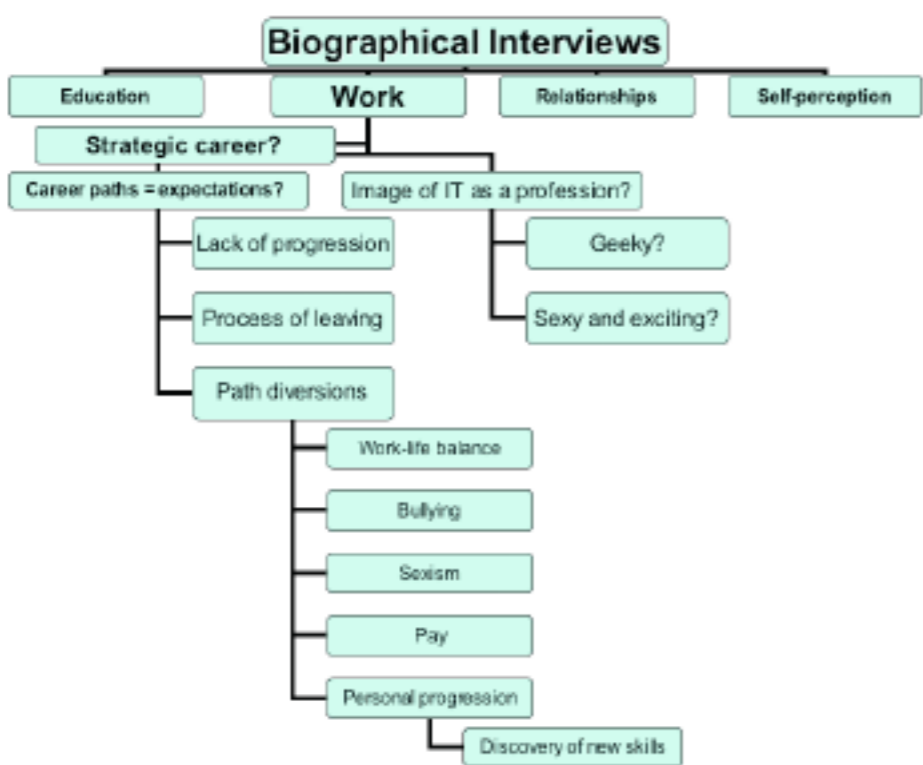 Biographical Interviews
Education
Work
Relationships
Self-perception
Strategic career?
Career paths = expectations?
Image of IT as a profession?
Lack of progression
Geeky?
Process of leaving
Sexy and exciting?
Path diversions
Work-life balance
Bullying
Sexism
Pay
Personal progression
Discovery of new skills